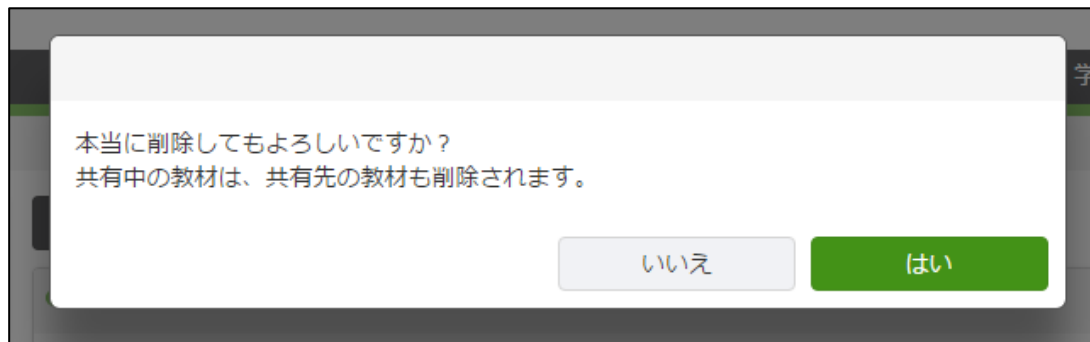 学
本当に削除してもよろしいですか？
共有中の教材は、共有先の教材も削除されます。
いいえ
はい